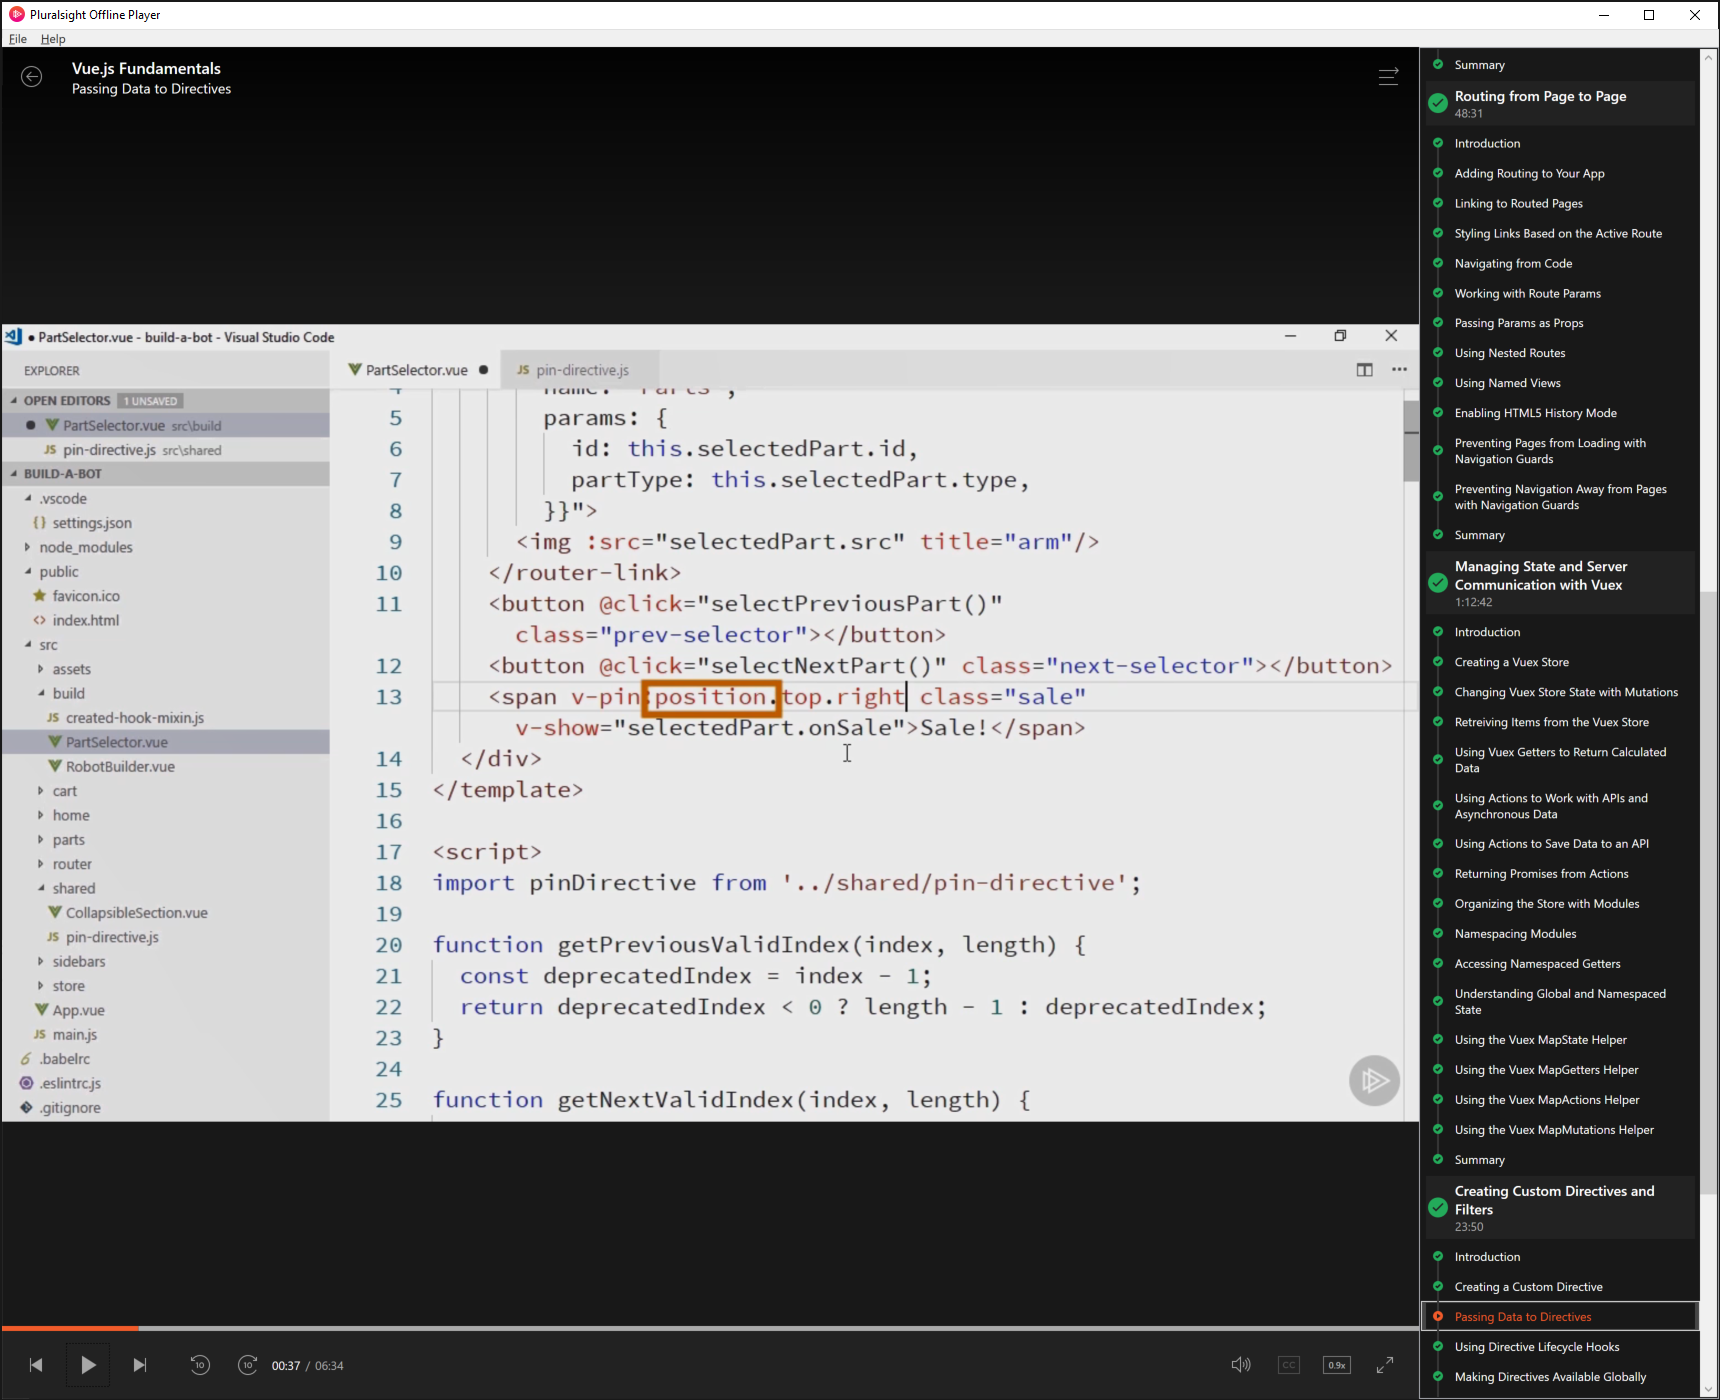 Pluralsight Offline Player
File Help
Vue.js Fundamentals
Passing Data to Directives
PartSelector.vue - build-a-bot - Visual Studio Code
EXPLORER
OPEN EDITORS 1 UNSAVED
PartSelector.vue src\build
pin-directive.js src\shared
BUILD-A-BOT
.vscode
settings.json
node_modules
public
favicon.ico
index.html
src
assets
build
created-hook-mixin.js
PartSelector.vue
RobotBuilder.vue
cart
home
parts
router
shared
CollapsibleSection.vue
pin-directive.js
sidebars
store
App.vue
main.js
.babelrc
.eslintrc.js
.gitignore
PartSelector.vue
JS pin-directive.js
4 name: 'Parts',
5 params: {
6 id: this.selectedPart.id,
7 partType: this.selectedPart.type,
8 }}">
9 <img :src="selectedPart.src" title="arm"/>
10 </router-link>
11 <button @click="selectPreviousPart()"
class="prev-selector"></button>
12 <button @click="selectNextPart()" class="next-selector"></button>
13 <span v-pin:position.top.right class="sale"
v-show="selectedPart.onSale">Sale!</span>
14 </div>
15 </template>
16
17 <script>
18 import pinDirective from '../shared/pin-directive';
19
20 function getPreviousValidIndex(index, length) {
21 const deprecatedIndex = index - 1;
22 return deprecatedIndex < 0 ? length - 1 : deprecatedIndex;
23 }
24
25 function getNextValidIndex(index, length) {
10 10 00:37 / 06:34
CC 0.9x
Summary
Routing from Page to Page
48:31
Introduction
Adding Routing to Your App
Linking to Routed Pages
Styling Links Based on the Active Route
Navigating from Code
Working with Route Params
Passing Params as Props
Using Nested Routes
Using Named Views
Enabling HTML5 History Mode
Preventing Pages from Loading with
Navigation Guards
Preventing Navigation Away from Pages
with Navigation Guards
Summary
Managing State and Server
Communication with Vuex
1:12:42
Introduction
Creating a Vuex Store
Changing Vuex Store State with Mutations
Retreiving Items from the Vuex Store
Using Vuex Getters to Return Calculated
Data
Using Actions to Work with APIs and
Asynchronous Data
Using Actions to Save Data to an API
Returning Promises from Actions
Organizing the Store with Modules
Namespacing Modules
Accessing Namespaced Getters
Understanding Global and Namespaced
State
Using the Vuex MapState Helper
Using the Vuex MapGetters Helper
Using the Vuex MapActions Helper
Using the Vuex MapMutations Helper
Summary
Creating Custom Directives and
Filters
23:50
Introduction
Creating a Custom Directive
Passing Data to Directives
Using Directive Lifecycle Hooks
Making Directives Available Globally